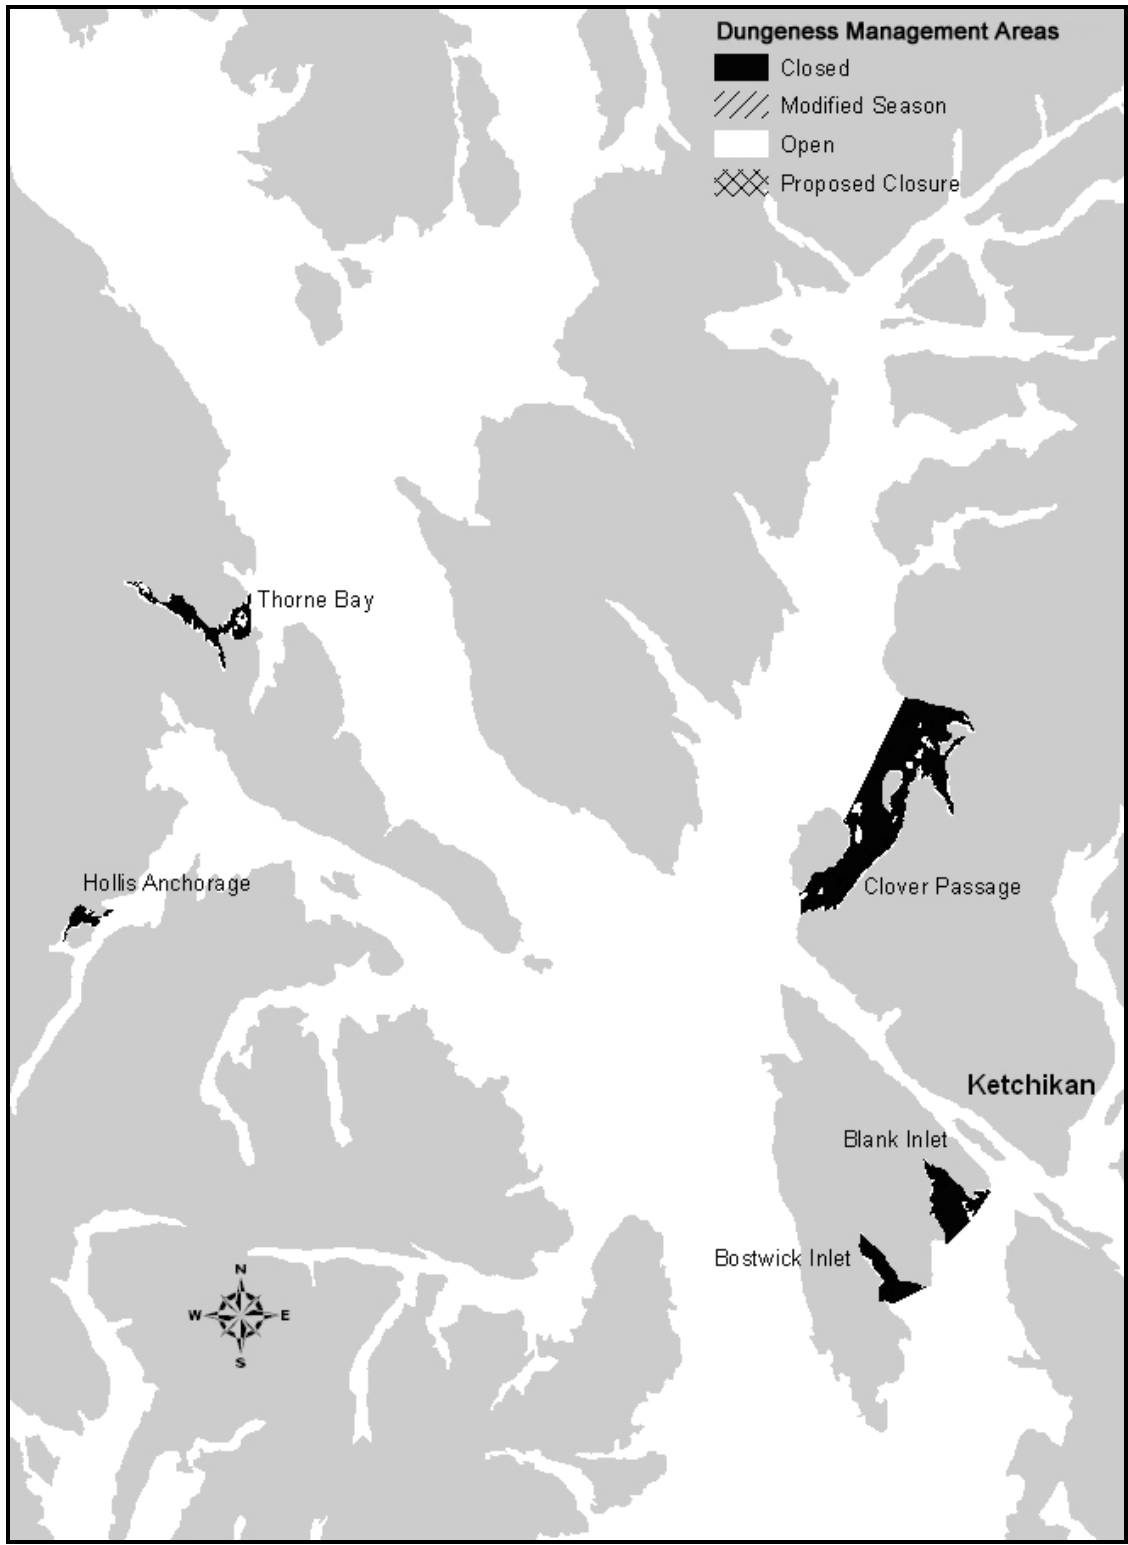 Dungeness Management Areas
Closed
Modified Season
Open
Proposed Closure
Thorne Bay
Hollis Anchorage
Clover Passage
Ketchikan
Blank Inlet
Bostwick Inlet
N
W E
S